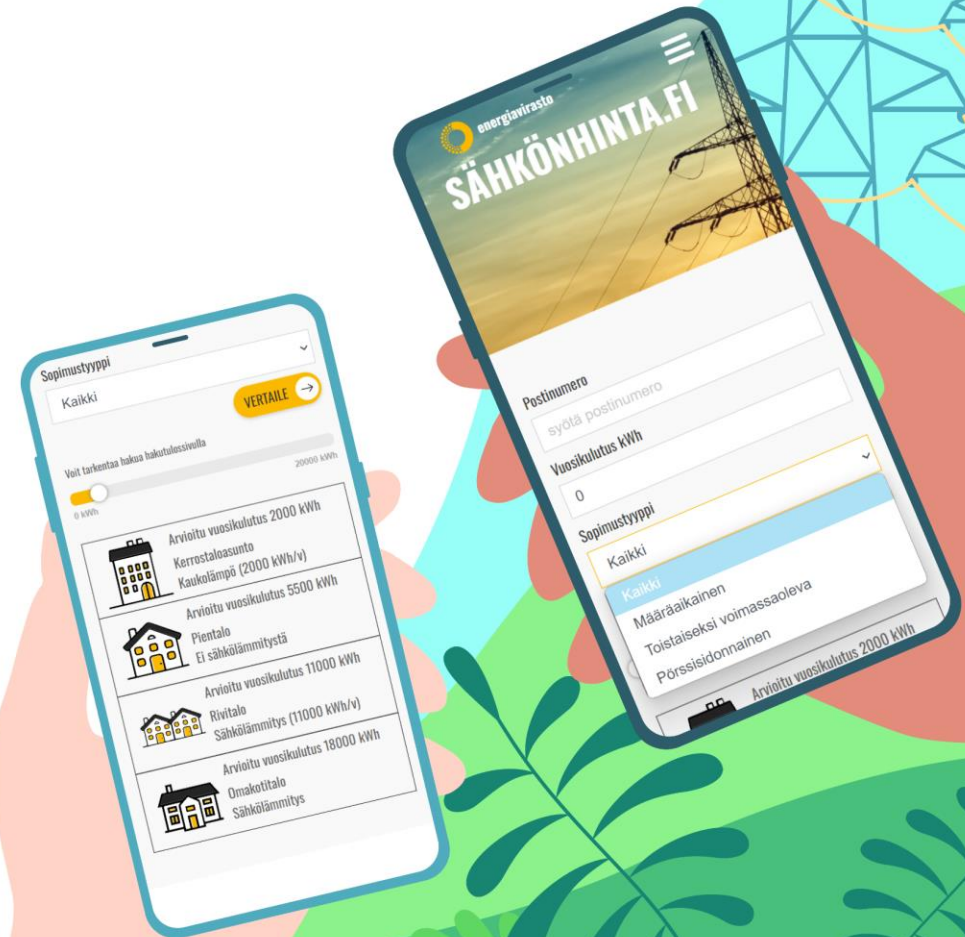 Sopimustyyppi
Kaikki
VERTAILE
Voit tarkentaa hakua hakutulossivulla
0 kWh
20000 kWh
Arvioitu vuosikulutus 2000 kWh
Kerrostaloasunto
Kaukolämpö (2000 kWh/v)
Arvioitu vuosikulutus 5500 kWh
Pientalo
Ei sähkölämmitystä
Arvioitu vuosikulutus 11000 kWh
Rivitalo
Sähkölämmitys (11000 kWh/v)
Arvioitu vuosikulutus 18000 kWh
Omakotitalo
Sähkölämmitys
energiavirasto
SÄHKÖNHINTA.FI
Postinumero
syötä postinumero
Vuosikulutus kWh
0
Sopimustyyppi
Kaikki
Kaikki
Määräaikainen
Toistaiseksi voimassaoleva
Pörssisidonnainen
Arvioitu vuosikulutus 2000 kWh